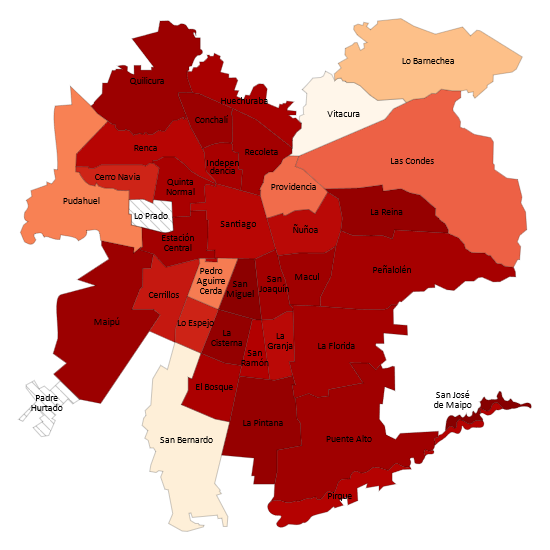 Lo Barnechea
Quilicura
Huechuraba
Vitacura
Conchalí
Renca
Recoleta
Las Condes
Indepen
dencia
Cerro Navia
Quinta
Normal
Providencia
Pudahuel
Lo Prado
La Reina
Santiago
Ñuñoa
Estación
Central
Peñalolén
Pedro
Aguirre
Cerda
San
Miguel
San
Joaquín
Macul
Cerrillos
Maipú
Lo Espejo
La
Cisterna
La
Granja
La Florida
San
Ramón
El Bosque
Padre
Hurtado
San José
de Maipo
La Pintana
San Bernardo
Puente Alto
Pirque